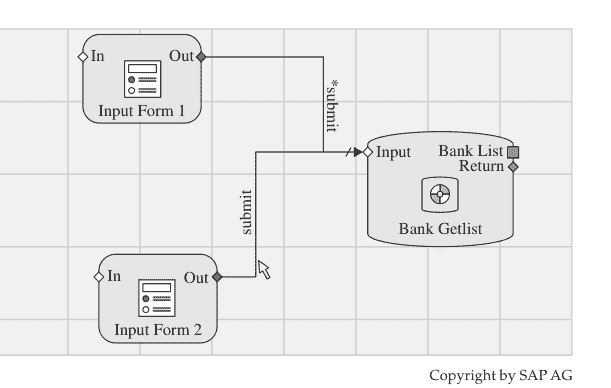 In Out
Input Form 1
*submit
Input Bank List
Return
Bank Getlist
submit
In Out
Input Form 2
Copyright by SAP AG